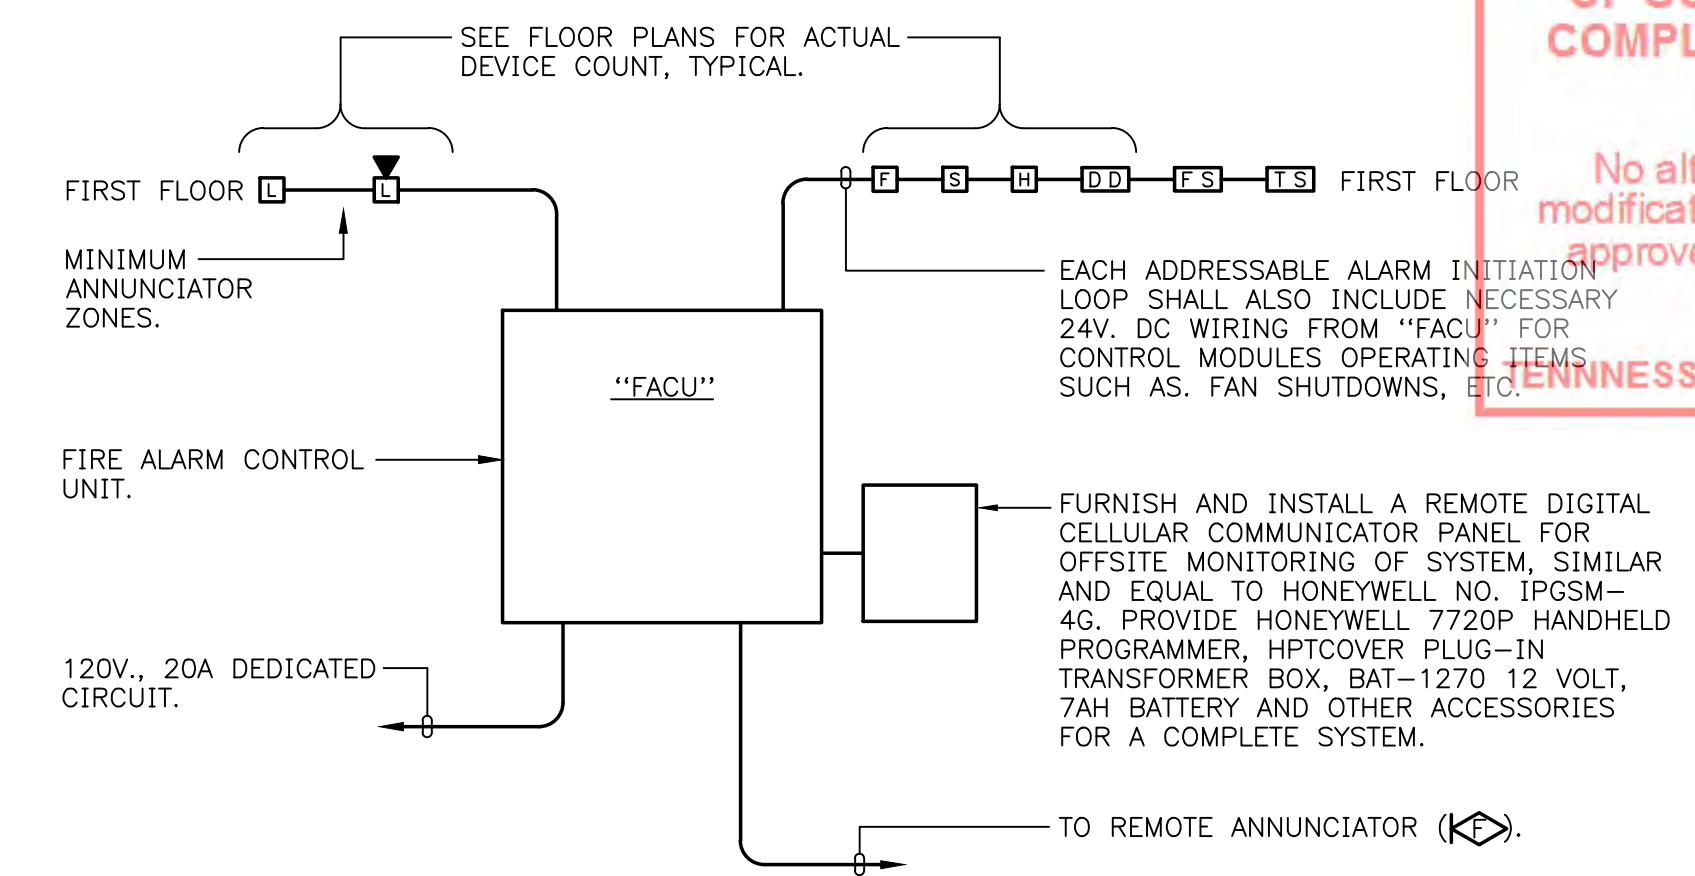 SEE FLOOR PLANS FOR ACTUAL
DEVICE COUNT, TYPICAL.
FIRST FLOOR L L
MINIMUM
ANNUNCIATOR
ZONES.
F S H DD FS TS FIRST FLOOR
EACH ADDRESSABLE ALARM INITIATION
LOOP SHALL ALSO INCLUDE NECESSARY
24V. DC WIRING FROM ‘‘FACU’’ FOR
CONTROL MODULES OPERATING ITEMS
SUCH AS. FAN SHUTDOWNS, ETC.
‘‘FACU’’
FIRE ALARM CONTROL
UNIT.
FURNISH AND INSTALL A REMOTE DIGITAL
CELLULAR COMMUNICATOR PANEL FOR
OFFSITE MONITORING OF SYSTEM, SIMILAR
AND EQUAL TO HONEYWELL NO. IPGSM-
4G. PROVIDE HONEYWELL 7720P HANDHELD
PROGRAMMER, HPTCOVER PLUG-IN
TRANSFORMER BOX, BAT-1270 12 VOLT,
7AH BATTERY AND OTHER ACCESSORIES
FOR A COMPLETE SYSTEM.
120V., 20A DEDICATED
CIRCUIT.
TO REMOTE ANNUNCIATOR (F).
COMPL
No alt
modificat
approve
TENNNESS